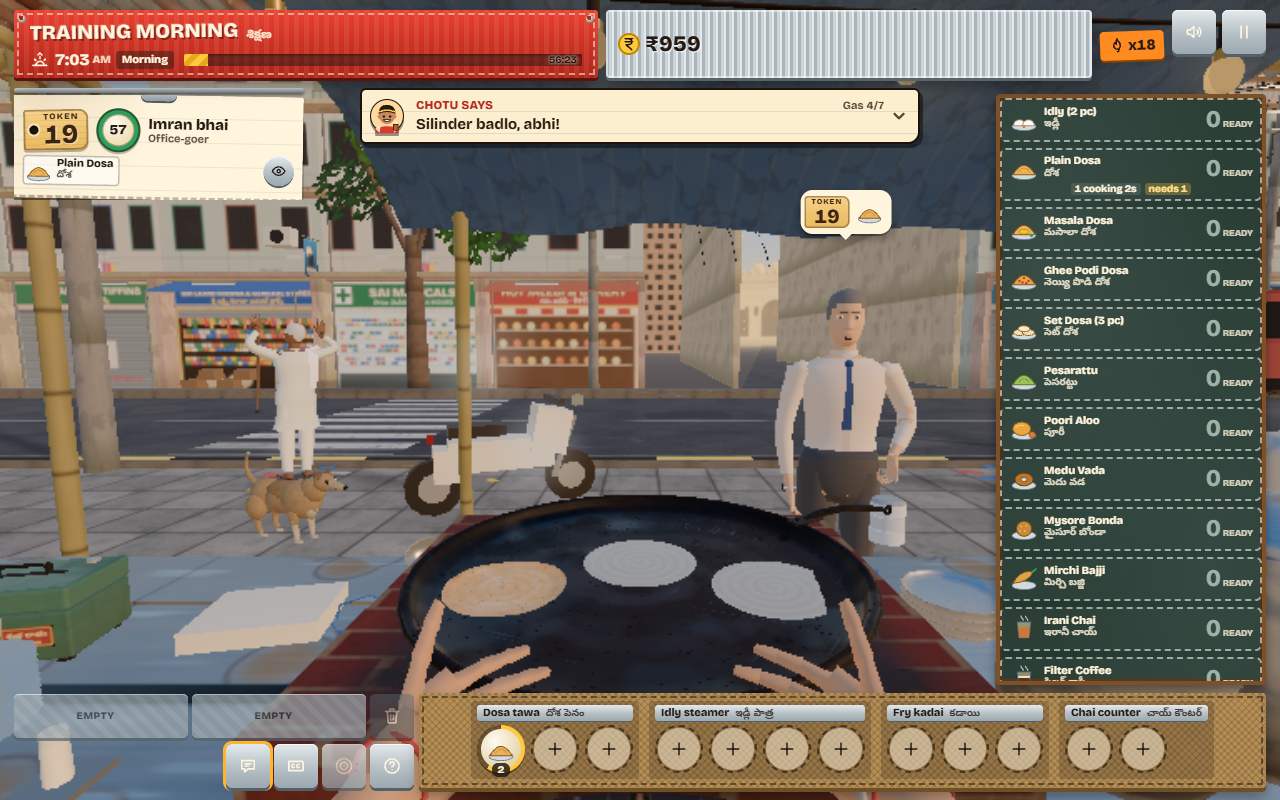 TRAINING MORNING శిక్షణ
7:03 AM Morning 56:23
₹959
x18
TOKEN
19
57
Imran bhai
Office-goer
Plain Dosa
దోశ
CHOTU SAYS
Gas 4/7
Silinder badlo, abhi!
TOKEN
19
Idly (2 pc)
ఇడ్లీ
0 READY
Plain Dosa
దోశ
0 READY
1 cooking 2s needs 1
Masala Dosa
మసాలా దోశ
0 READY
Ghee Podi Dosa
నెయ్యి పొడి దోశ
0 READY
Set Dosa (3 pc)
సెట్ దోశ
0 READY
Pesarattu
పెసరట్టు
0 READY
Poori Aloo
పూరీ
0 READY
Medu Vada
మెదు వడ
0 READY
Mysore Bonda
మైసూర్ బోండా
0 READY
Mirchi Bajji
మిర్చి బజ్జి
0 READY
Irani Chai
ఇరానీ చాయ్
0 READY
Filter Coffee
EMPTY
EMPTY
Dosa tawa దోశ పెనం
2
Idly steamer ఇడ్లీ పాత్ర
Fry kadai కడాయి
Chai counter చాయ్ కౌంటర్
CC